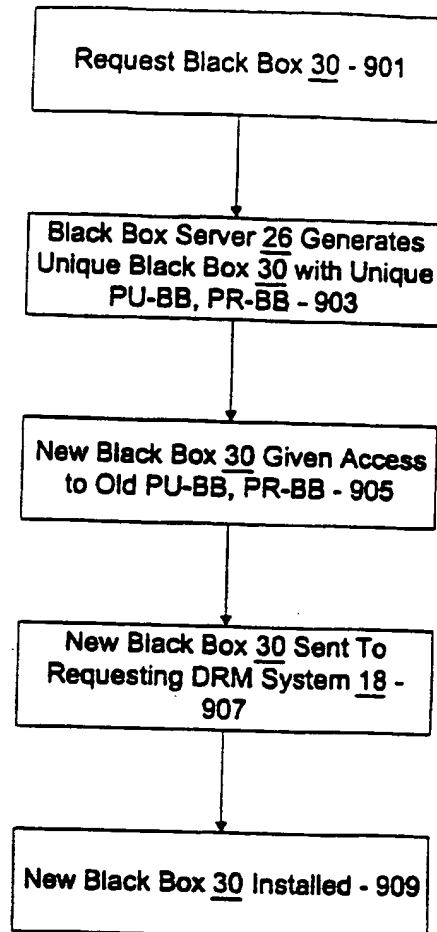 Request Black Box 30 - 901
Black Box Server 26 Generates
Unique Black Box 30 with Unique
PU-BB, PR-BB - 903
New Black Box 30 Given Access
to Old PU-BB, PR-BB - 905
New Black Box 30 Sent To
Requesting DRM System 18 -
907
New Black Box 30 Installed - 909